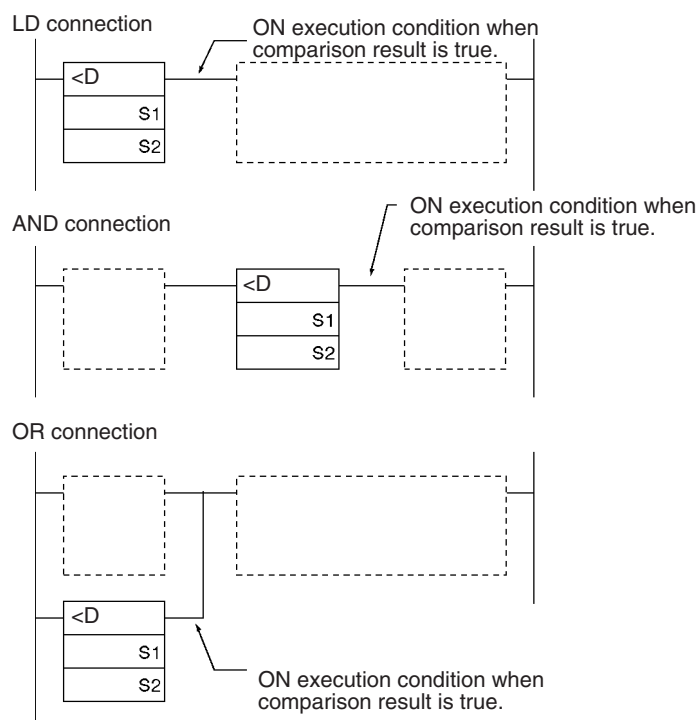 LD connection
ON execution condition when
comparison result is true.
<D
S1
S2
AND connection
ON execution condition when
comparison result is true.
<D
S1
S2
OR connection
<D
S1
S2
ON execution condition when
comparison result is true.